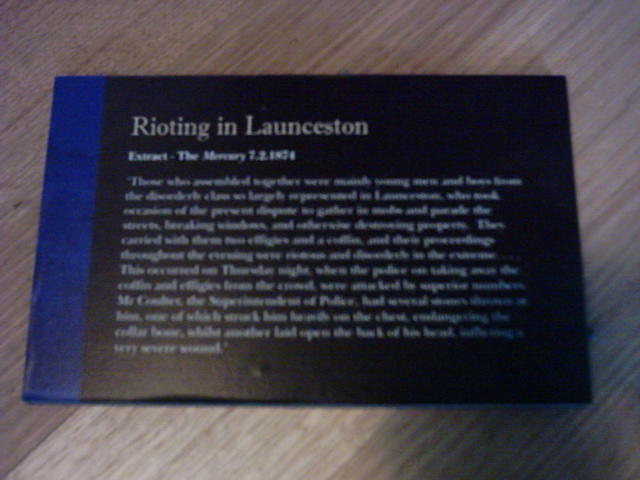 Rioting in Launceston
Extract - The Mercury 7.2.1874
'Those who assembled together were mainly young men and boys from
the disorderly class so largely represented in Launceston, who took
occasion of the present dispute to gather in mobs and parade the
streets, breaking windows, and otherwise destroying property. They
carried with them two effigies and a coffin, and their proceedings
throughout the evening were riotous and disorderly in the extreme....
This occurred on Thursday night, when the police on taking away the
coffin and effigies from the crowd, were attacked by superior numbers.
Mr Coulter, the Superintendent of Police, had several stones thrown at
him, one of which struck him heavily on the chest, endangering the
collar bone, whilst another laid open the back of his head, inflicting a
very severe wound.'